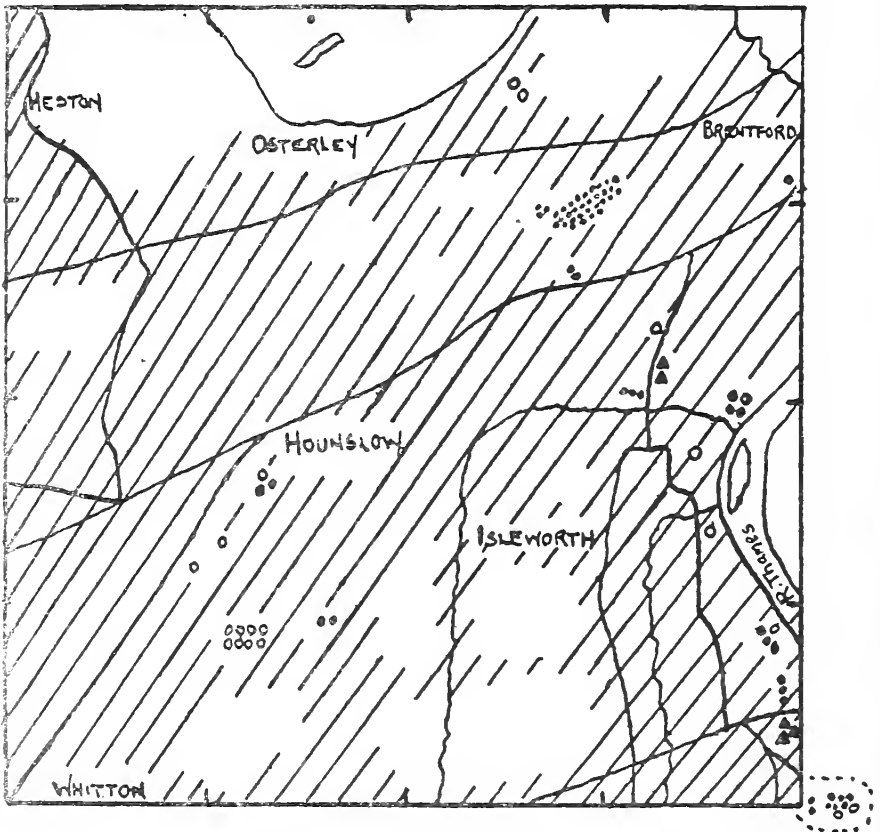 HESTON
OSTERLEY
BRENTFORD
HOUNSLOW
ISLEWORTH
R. Thames
WHITTON